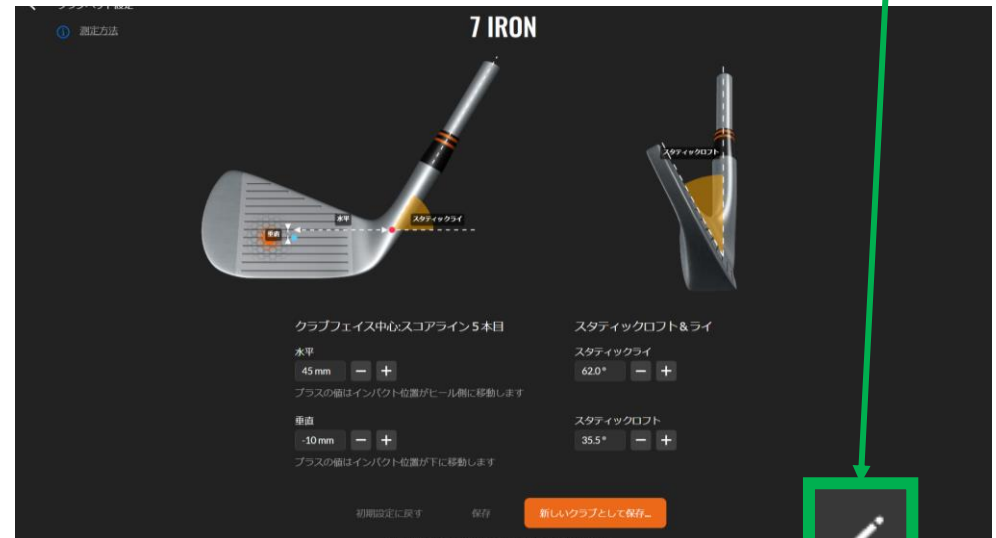 測定方法
7 IRON
スタティックロフト
水平
スタティックライ
垂直
クラブフェイス中心:スコアライン5本目
水平
45 mm
プラスの値はインパクト位置がヒール側に移動します
垂直
-10 mm
プラスの値はインパクト位置が下に移動します
スタティックロフト&ライ
スタティックライ
62.0°
スタティックロフト
35.5°
初期設定に戻す
保存
新しいクラブとして保存...